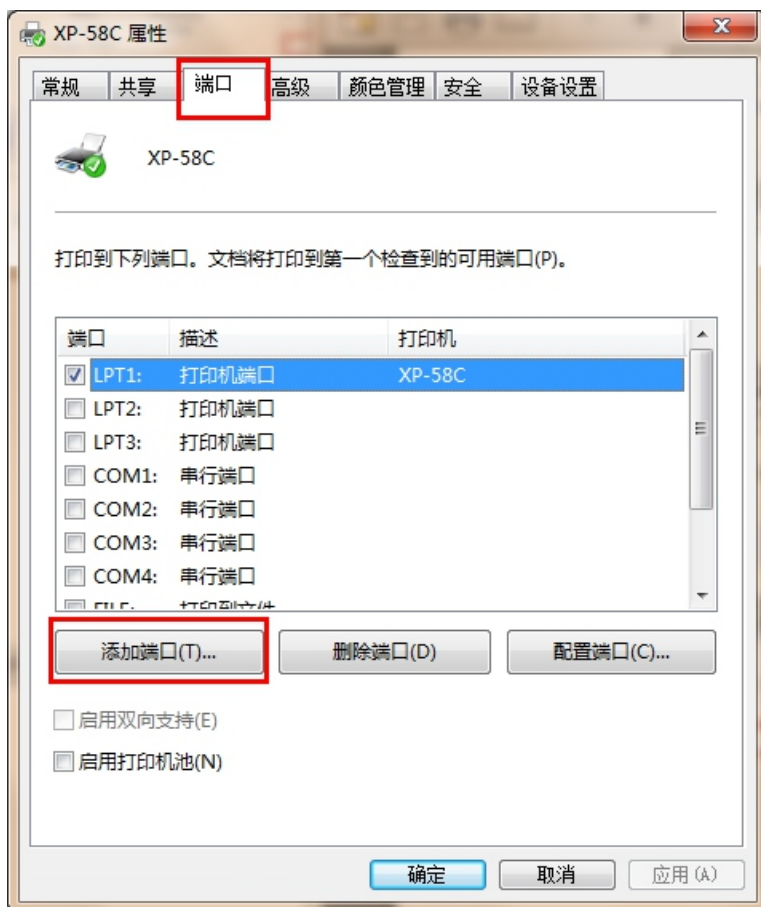 XP-58C 属性
常规 共享 端口 高级 颜色管理 安全 设备设置
XP-58C
打印到下列端口。文档将打印到第一个检查到的可用端口(P)。
端口 描述 打印机
LPT1: 打印机端口 XP-58C
LPT2: 打印机端口
LPT3: 打印机端口
COM1: 串行端口
COM2: 串行端口
COM3: 串行端口
COM4: 串行端口
FILE: 打印到文件
添加端口(T)... 删除端口(D) 配置端口(C)...
启用双向支持(E)
启用打印机池(N)
确定 取消 应用(A)